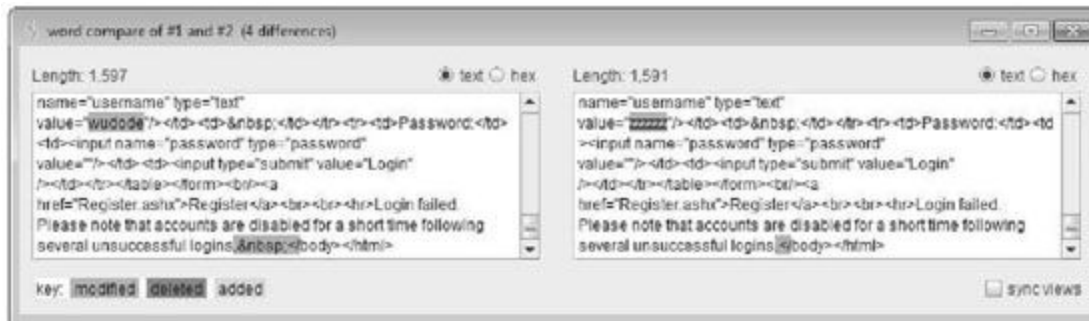 word compare of #1 and #2 (4 differences)
Length: 1,597 text hex
name="username" type="text"
value="wudode"/></td><td>&nbsp;</td></tr><tr><td>Password:</td>
<td><input name="password" type="password"
value=""/></td><td><input type="submit" value="Login"
/></td></tr></table></form><br/><a
href="Register.ashx">Register</a><br><br><hr>Login failed.
Please note that accounts are disabled for a short time following
several unsuccessful logins.&nbsp;</body></html>
Length: 1,591 text hex
name="username" type="text"
value="zzzzzz"/></td><td>&nbsp;</td></tr><tr><td>Password:</td><td
><input name="password" type="password"
value=""/></td><td><input type="submit" value="Login"
/></td></tr></table></form><br/><a
href="Register.ashx">Register</a><br><br><hr>Login failed.
Please note that accounts are disabled for a short time following
several unsuccessful logins.</body></html>
key: modified deleted added
sync views